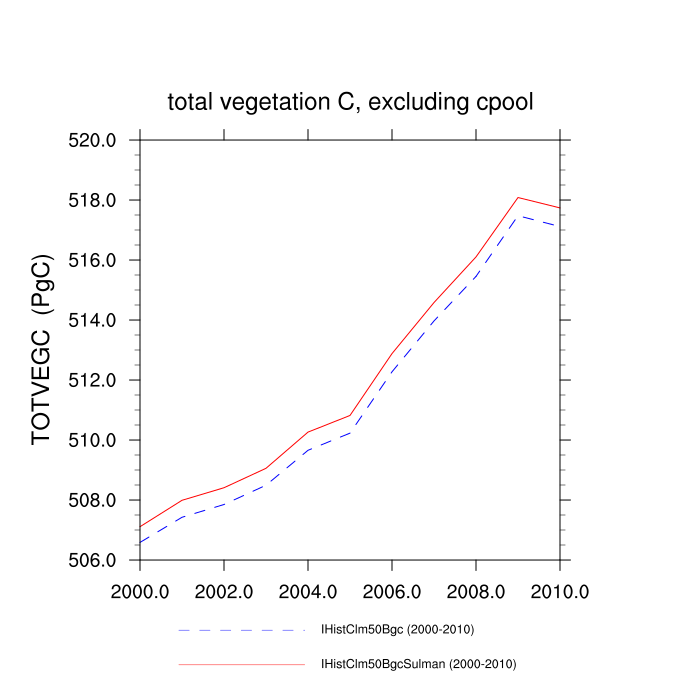 total vegetation C, excluding cpool
TOTVEGC (PgC)
520.0
518.0
516.0
514.0
512.0
510.0
508.0
506.0
2000.0 2002.0 2004.0 2006.0 2008.0 2010.0
IHistClm50Bgc (2000-2010)
IHistClm50BgcSulman (2000-2010)